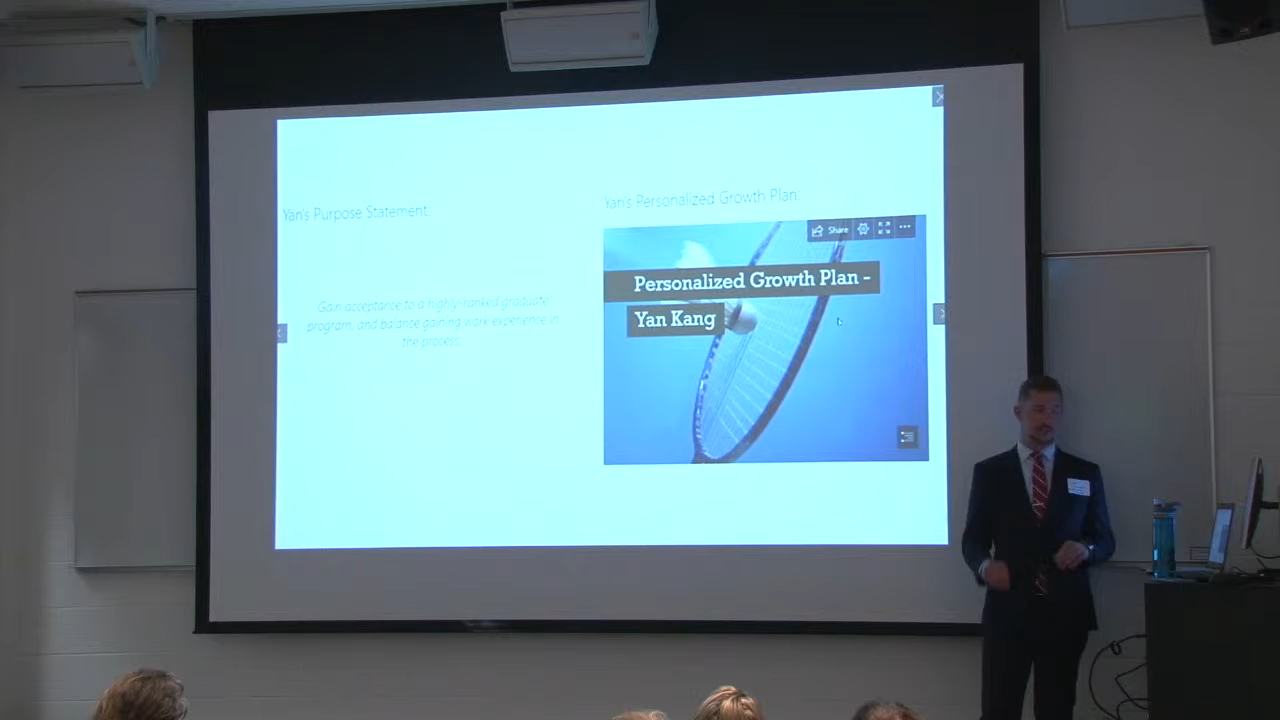 Yan's Purpose Statement:
Gain acceptance to a highly-ranked graduate
program, and balance gaining work experience in
the process.
Yan's Personalized Growth Plan:
Share
Personalized Growth Plan -
Yan Kang